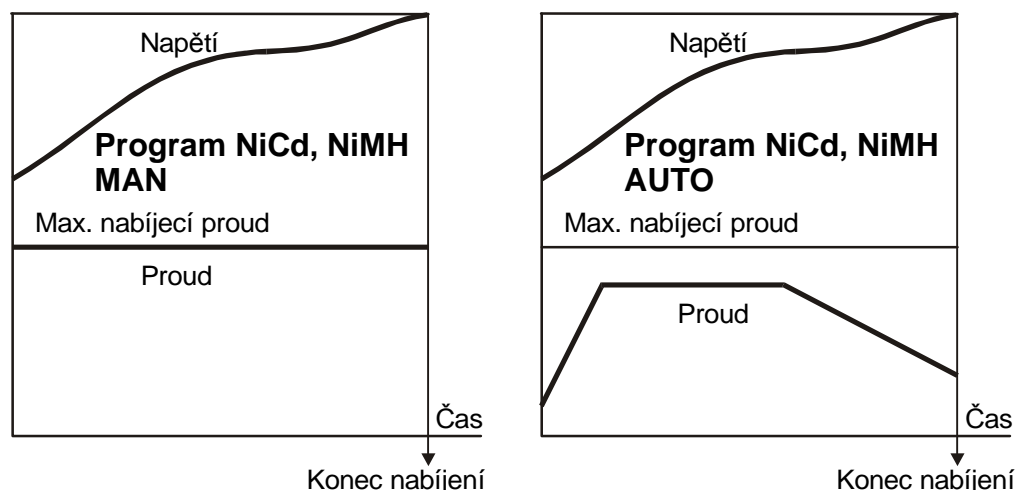 Napětí
Program NiCd, NiMH
MAN
Max. nabíjecí proud
Proud
Čas
Konec nabíjení
Napětí
Program NiCd, NiMH
AUTO
Max. nabíjecí proud
Proud
Čas
Konec nabíjení